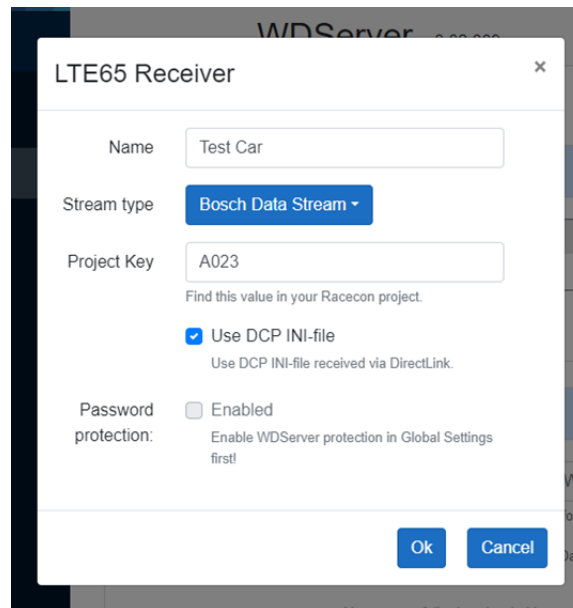 WDServer
LTE65 Receiver
×
Name
Test Car
Stream type
Bosch Data Stream
Project Key
A023
Find this value in your Racecon project.
Use DCP INI-file
Use DCP INI-file received via DirectLink.
Password
protection:
Enabled
Enable WDServer protection in Global Settings
first!
Ok
Cancel